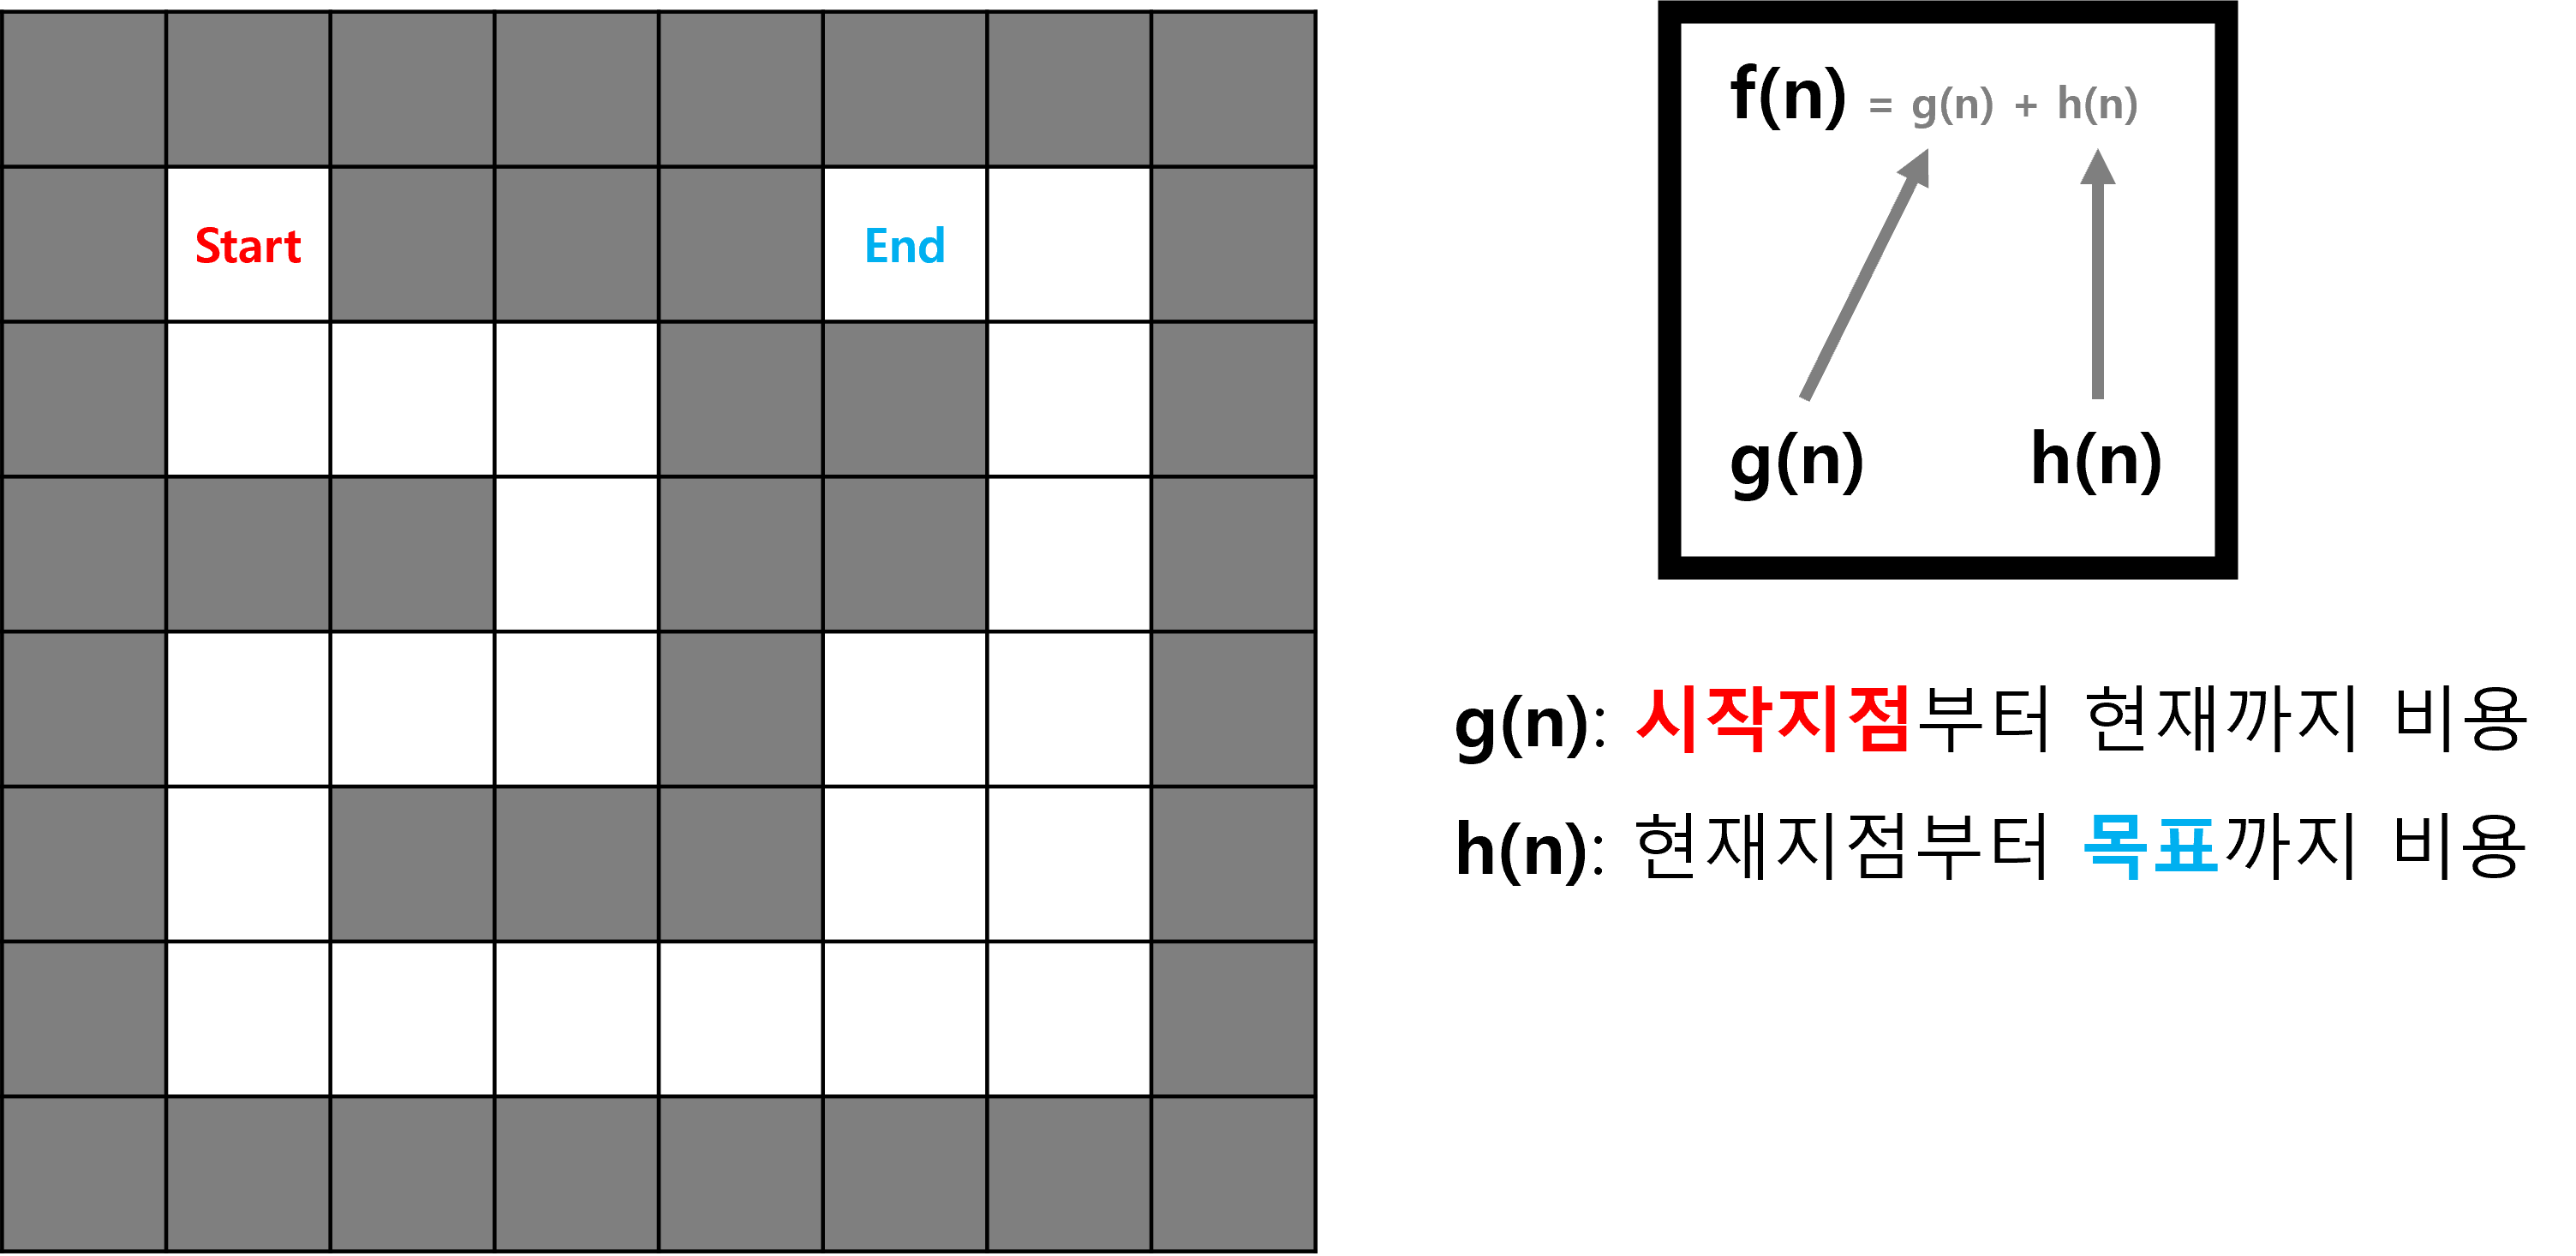 Start
End
f(n) = g(n) + h(n)
g(n)
h(n)
g(n): 시작지점부터 현재까지 비용
h(n): 현재지점부터 목표까지 비용